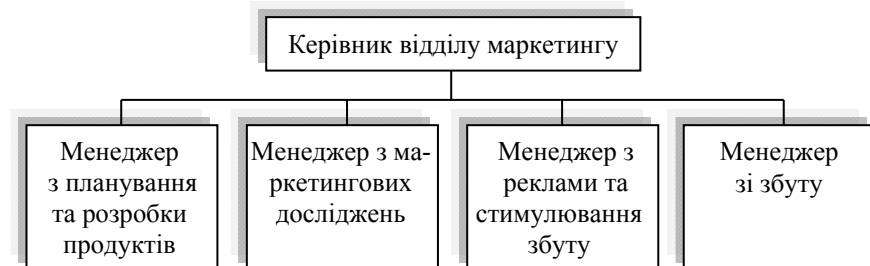 Керівник відділу маркетингу
Менеджер
з планування
та розробки
продуктів
Менеджер з ма-
ркетингових
досліджень
Менеджер з
реклами та
стимулювання
збуту
Менеджер
зі збуту